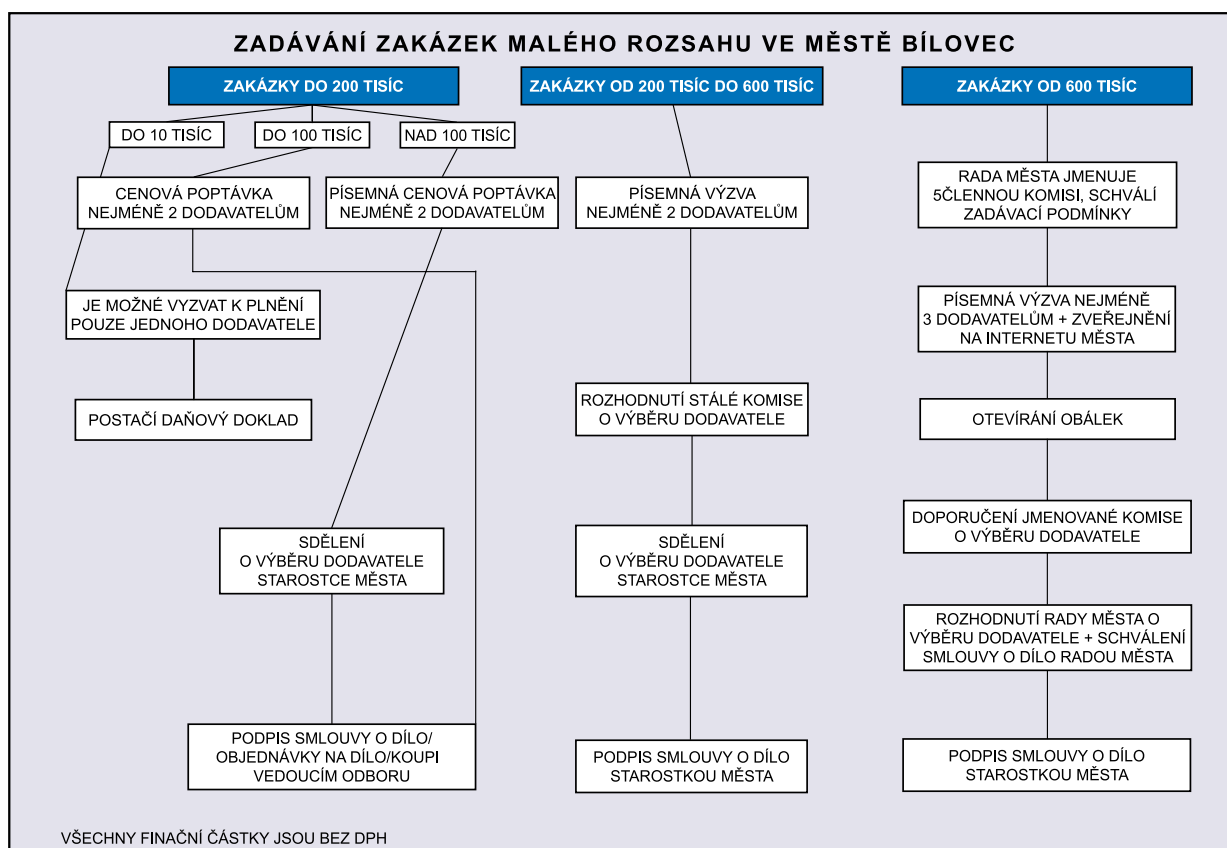 ZADÁVÁNÍ ZAKÁZEK MALÉHO ROZSAHU VE MĚSTĚ BÍLOVEC
ZAKÁZKY DO 200 TISÍC
DO 10 TISÍC
DO 100 TISÍC
NAD 100 TISÍC
CENOVÁ POPTÁVKA
NEJMÉNĚ 2 DODAVATELŮM
PÍSEMNÁ CENOVÁ POPTÁVKA
NEJMÉNĚ 2 DODAVATELŮM
JE MOŽNÉ VYZVAT K PLNĚNÍ
POUZE JEDNOHO DODAVATELE
POSTAČÍ DAŇOVÝ DOKLAD
SDĚLENÍ
O VÝBĚRU DODAVATELE
STAROSTCE MĚSTA
PODPIS SMLOUVY O DÍLO/
OBJEDNÁVKY NA DÍLO/KOUPI
VEDOUCÍM ODBORU
ZAKÁZKY OD 200 TISÍC DO 600 TISÍC
PÍSEMNÁ VÝZVA
NEJMÉNĚ 2 DODAVATELŮM
ROZHODNUTÍ STÁLÉ KOMISE
O VÝBĚRU DODAVATELE
SDĚLENÍ
O VÝBĚRU DODAVATELE
STAROSTCE MĚSTA
PODPIS SMLOUVY O DÍLO
STAROSTKOU MĚSTA
ZAKÁZKY OD 600 TISÍC
RADA MĚSTA JMENUJE
5ČLENNOU KOMISI, SCHVÁLÍ
ZADÁVACÍ PODMÍNKY
PÍSEMNÁ VÝZVA NEJMÉNĚ
3 DODAVATELŮM + ZVEŘEJNĚNÍ
NA INTERNETU MĚSTA
OTEVÍRÁNÍ OBÁLEK
DOPORUČENÍ JMENOVANÉ KOMISE
O VÝBĚRU DODAVATELE
ROZHODNUTÍ RADY MĚSTA O
VÝBĚRU DODAVATELE + SCHVÁLENÍ
SMLOUVY O DÍLO RADOU MĚSTA
PODPIS SMLOUVY O DÍLO
STAROSTKOU MĚSTA
VŠECHNY FINAČNÍ ČÁSTKY JSOU BEZ DPH